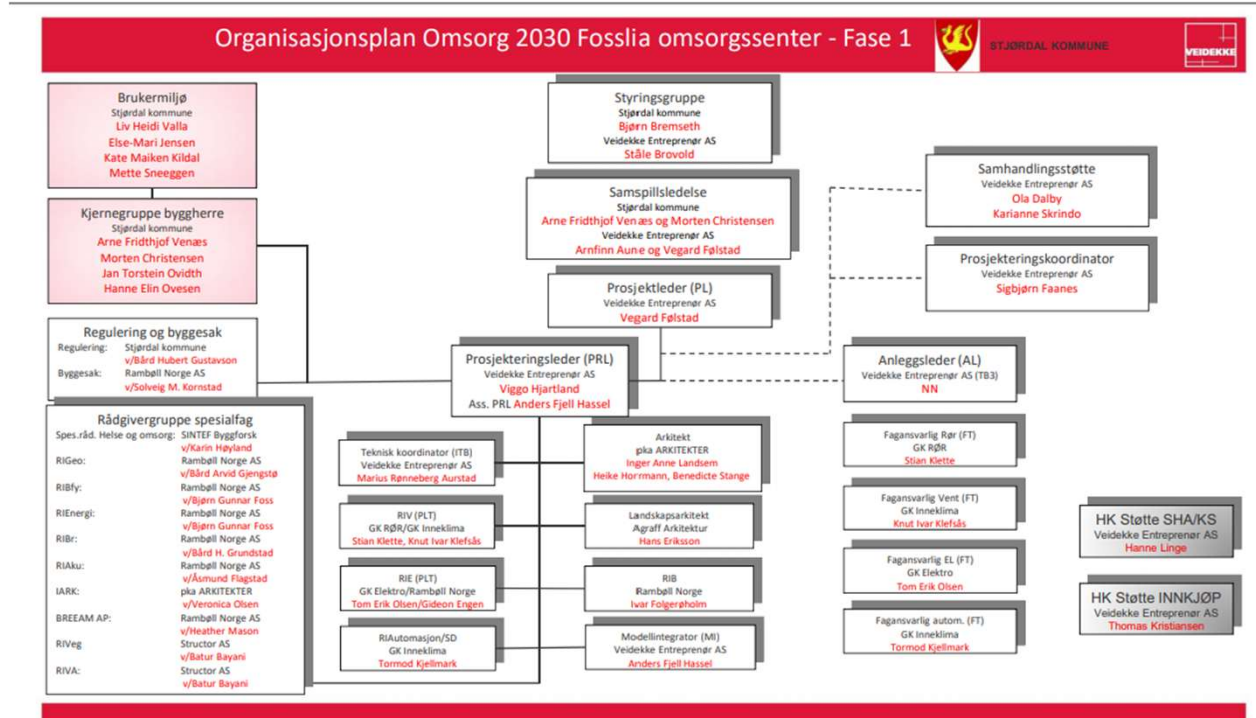 Organisasjonsplan Omsorg 2030 Fosslia omsorgssenter - Fase 1
STJØRDAL KOMMUNE
VEIDEKKE
Brukermiljø
Stjørdal kommune
Liv Heidi Valla
Else-Mari Jensen
Kate Maiken Kildal
Mette Sneeggen
Kjernegruppe byggherre
Stjørdal kommune
Arne Fridthjof Venæs
Morten Christensen
Jan Torstein Ovidth
Hanne Elin Ovesen
Regulering og byggesak
Regulering: Stjørdal kommune
v/Bård Hubert Gustavson
Byggesak: Rambøll Norge AS
v/Solveig M. Kornstad
Rådgivergruppe spesialfag
Spes.råd. Helse og omsorg: SINTEF Byggforsk
v/Karin Høyland
RIGeo: Rambøll Norge AS
v/Bård Arvid Gjengstø
RIBfy: Rambøll Norge AS
v/Bjørn Gunnar Foss
RIEnergi: Rambøll Norge AS
v/Bjørn Gunnar Foss
RIBr: Rambøll Norge AS
v/Bård H. Grundstad
RIAku: Rambøll Norge AS
v/Åsmund Flagstad
IARK: pka ARKITEKTER
v/Veronica Olsen
BREEAM AP: Rambøll Norge AS
v/Heather Mason
RIVeg Structor AS
v/Batur Bayani
RIVA: Structor AS
v/Batur Bayani
Styringsgruppe
Stjørdal kommune
Bjørn Bremseth
Veidekke Entreprenør AS
Ståle Brovold
Samspillsledelse
Stjørdal kommune
Arne Fridthjof Venæs og Morten Christensen
Veidekke Entreprenør AS
Arnfinn Aune og Vegard Følstad
Prosjektleder (PL)
Veidekke Entreprenør AS
Vegard Følstad
Prosjekteringsleder (PRL)
Veidekke Entreprenør AS
Viggo Hjartland
Ass. PRL Anders Fjell Hassel
Teknisk koordinator (ITB)
Veidekke Entreprenør AS
Marius Rønneberg Aurstad
RIV (PLT)
GK RØR/GK Inneklima
Stian Klette, Knut Ivar Klefsås
RIE (PLT)
GK Elektro/Rambøll Norge
Tom Erik Olsen/Gideon Engen
RIAutomasjon/SD
GK Inneklima
Tormod Kjellmark
Arkitekt
pka ARKITEKTER
Inger Anne Landsem
Heike Horrmann, Benedicte Stange
Landskapsarkitekt
Agraff Arkitektur
Hans Eriksson
RIB
Rambøll Norge
Ivar Folgerøholm
Modellintegrator (MI)
Veidekke Entreprenør AS
Anders Fjell Hassel
Samhandlingsstøtte
Veidekke Entreprenør AS
Ola Dalby
Karianne Skrindo
Prosjekteringskoordinator
Veidekke Entreprenør AS
Sigbjørn Faanes
Anleggsleder (AL)
Veidekke Entreprenør AS (TB3)
NN
Fagansvarlig Rør (FT)
GK RØR
Stian Klette
Fagansvarlig Vent (FT)
GK Inneklima
Knut Ivar Klefsås
Fagansvarlig EL (FT)
GK Elektro
Tom Erik Olsen
Fagansvarlig autom. (FT)
GK Inneklima
Tormod Kjellmark
HK Støtte SHA/KS
Veidekke Entreprenør AS
Hanne Linge
HK Støtte INNKJØP
Veidekke Entreprenør AS
Thomas Kristiansen